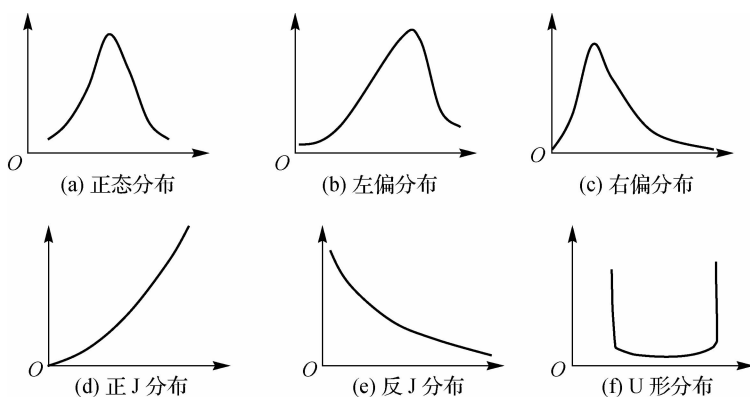 O O O
(a) 正态分布 (b) 左偏分布 (c) 右偏分布
O O O
(d) 正 J 分布 (e) 反 J 分布 (f) U 形分布